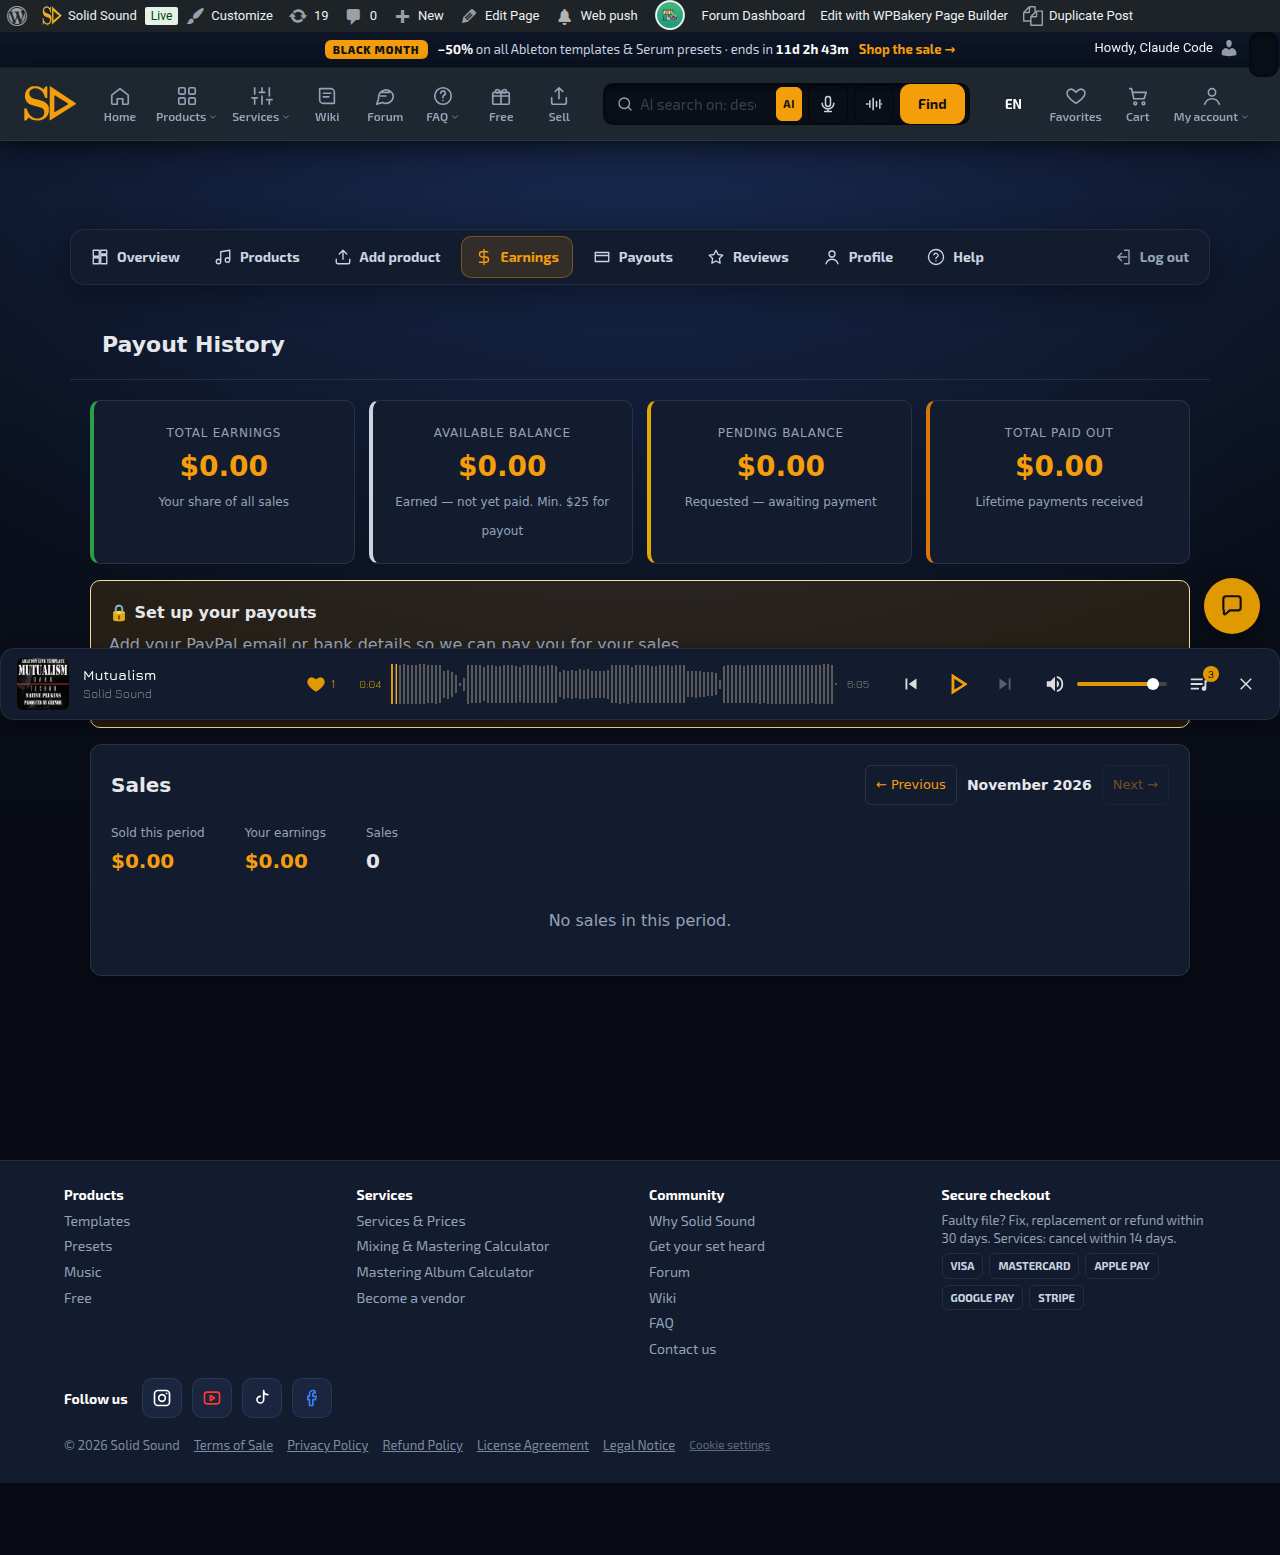 Solid Sound Live Customize 19 0 New Edit Page Web push Forum Dashboard Edit with WPBakery Page Builder Duplicate Post
BLACK MONTH −50% on all Ableton templates & Serum presets · ends in 11d 2h 43m Shop the sale →
Howdy, Claude Code
Home Products Services Wiki Forum FAQ Free Sell
AI search on: des
AI
Find
EN
Favorites Cart My account
Overview Products Add product Earnings Payouts Reviews Profile Help Log out
Payout History
TOTAL EARNINGS
$0.00
Your share of all sales
AVAILABLE BALANCE
$0.00
Earned — not yet paid. Min. $25 for
payout
PENDING BALANCE
$0.00
Requested — awaiting payment
TOTAL PAID OUT
$0.00
Lifetime payments received
🔒 Set up your payouts
Add your PayPal email or bank details so we can pay you for your sales.
MUTUALISM
Mutualism
Solid Sound
1
0:04
6:05
3
Sales
← Previous November 2026 Next →
Sold this period Your earnings Sales
$0.00 $0.00 0
No sales in this period.
Products
Templates
Presets
Music
Free
Services
Services & Prices
Mixing & Mastering Calculator
Mastering Album Calculator
Become a vendor
Community
Why Solid Sound
Get your set heard
Forum
Wiki
FAQ
Contact us
Secure checkout
Faulty file? Fix, replacement or refund within
30 days. Services: cancel within 14 days.
VISA MASTERCARD APPLE PAY
GOOGLE PAY STRIPE
Follow us
© 2026 Solid Sound Terms of Sale Privacy Policy Refund Policy License Agreement Legal Notice Cookie settings